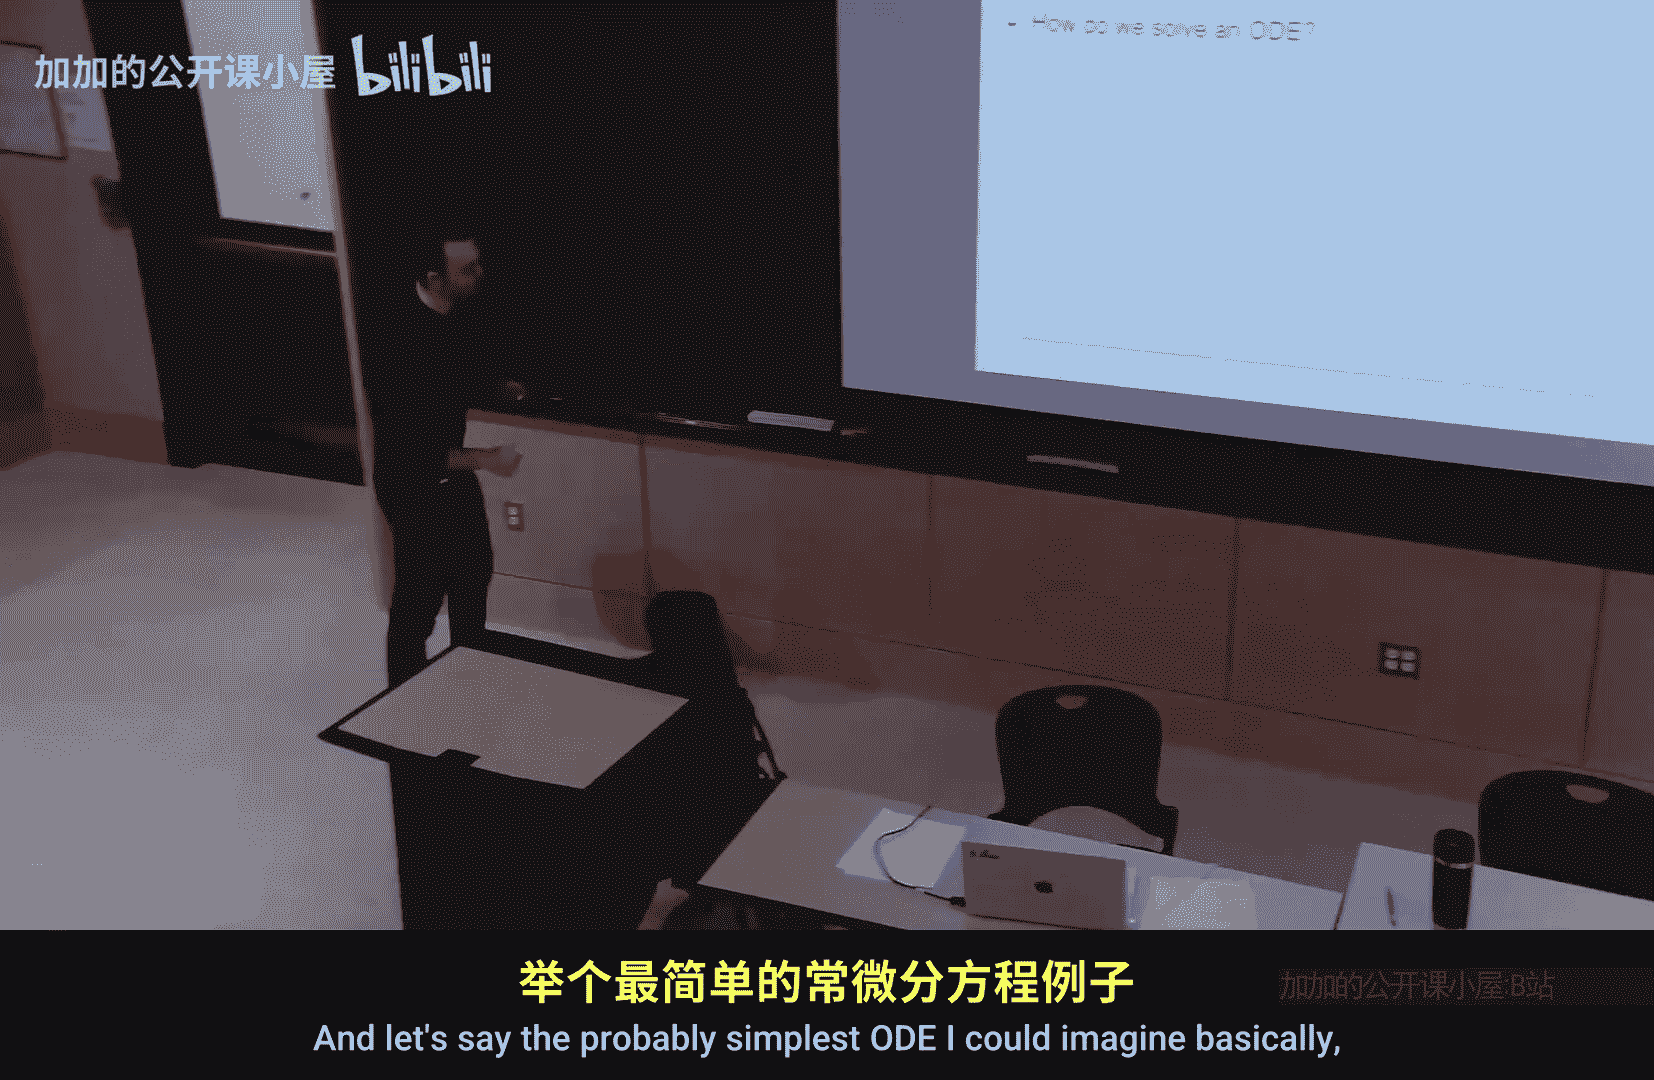 - How do we solve an ODE?
加加的公开课小屋 bilibili
举个最简单的常微分方程例子
加加的公开课小屋:B站
And let's say the probably simplest ODE I could imagine basically,